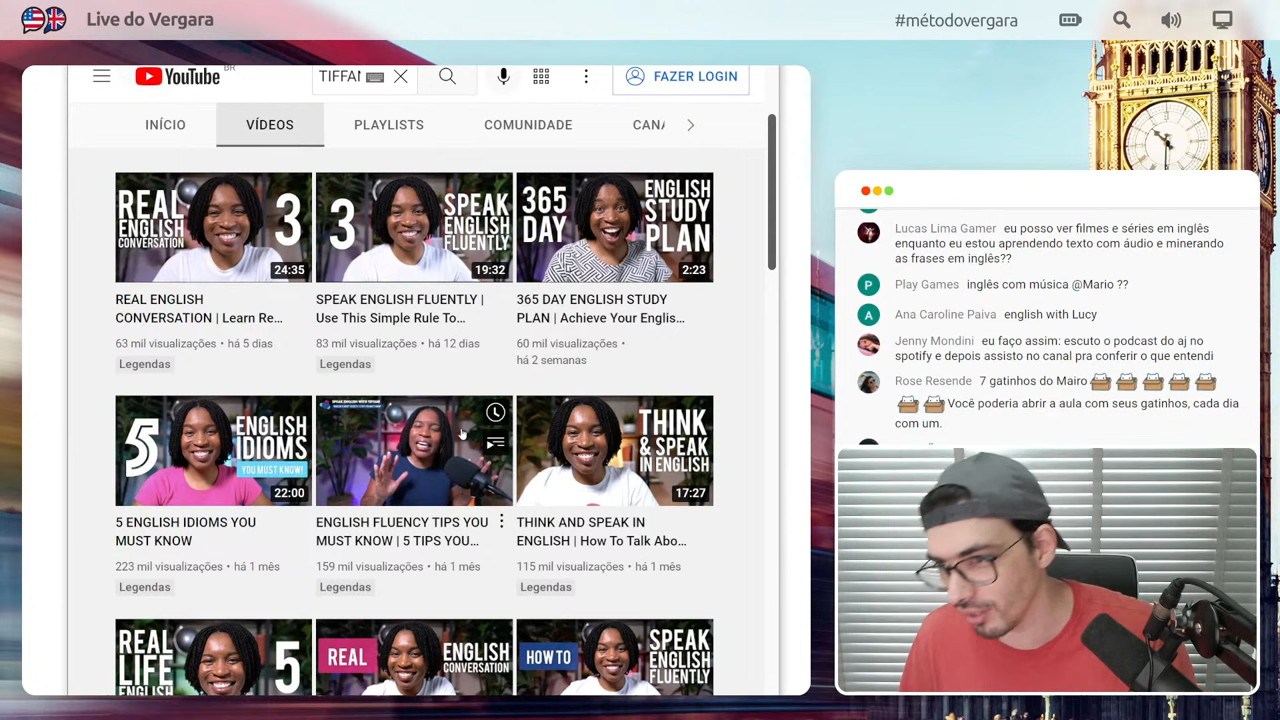 Live do Vergara
#métodovergara
YouTube BR
TIFFAN
FAZER LOGIN
INÍCIO
VÍDEOS
PLAYLISTS
COMUNIDADE
CANA
REAL
ENGLISH
CONVERSATION
3
24:35
3
SPEAK
ENGLISH
FLUENTLY
19:32
365
DAY
ENGLISH
STUDY
PLAN
2:23
REAL ENGLISH
CONVERSATION | Learn Re…
63 mil visualizações • há 5 dias
Legendas
SPEAK ENGLISH FLUENTLY |
Use This Simple Rule To…
83 mil visualizações • há 12 dias
Legendas
365 DAY ENGLISH STUDY
PLAN | Achieve Your Englis…
60 mil visualizações •
há 2 semanas
5
ENGLISH
IDIOMS
YOU MUST KNOW!
22:00
SPEAK ENGLISH WITH TIFFANI
THINK
& SPEAK
IN ENGLISH
17:27
5 ENGLISH IDIOMS YOU
MUST KNOW
223 mil visualizações • há 1 mês
Legendas
ENGLISH FLUENCY TIPS YOU
MUST KNOW | 5 TIPS YOU…
159 mil visualizações • há 1 mês
Legendas
THINK AND SPEAK IN
ENGLISH | How To Talk Abo…
115 mil visualizações • há 1 mês
Legendas
REAL
LIFE
ENGLISH
5
REAL
ENGLISH
CONVERSATION
HOW TO
SPEAK
ENGLISH
FLUENTLY
Lucas Lima Gamer eu posso ver filmes e séries em inglês
enquanto eu estou aprendendo texto com áudio e minerando
as frases em inglês??
P
Play Games inglês com música @Mario ??
A
Ana Caroline Paiva english with Lucy
Jenny Mondini eu faço assim: escuto o podcast do aj no
spotify e depois assisto no canal pra conferir o que entendi
Rose Resende 7 gatinhos do Mairo
Você poderia abrir a aula com seus gatinhos, cada dia
com um.